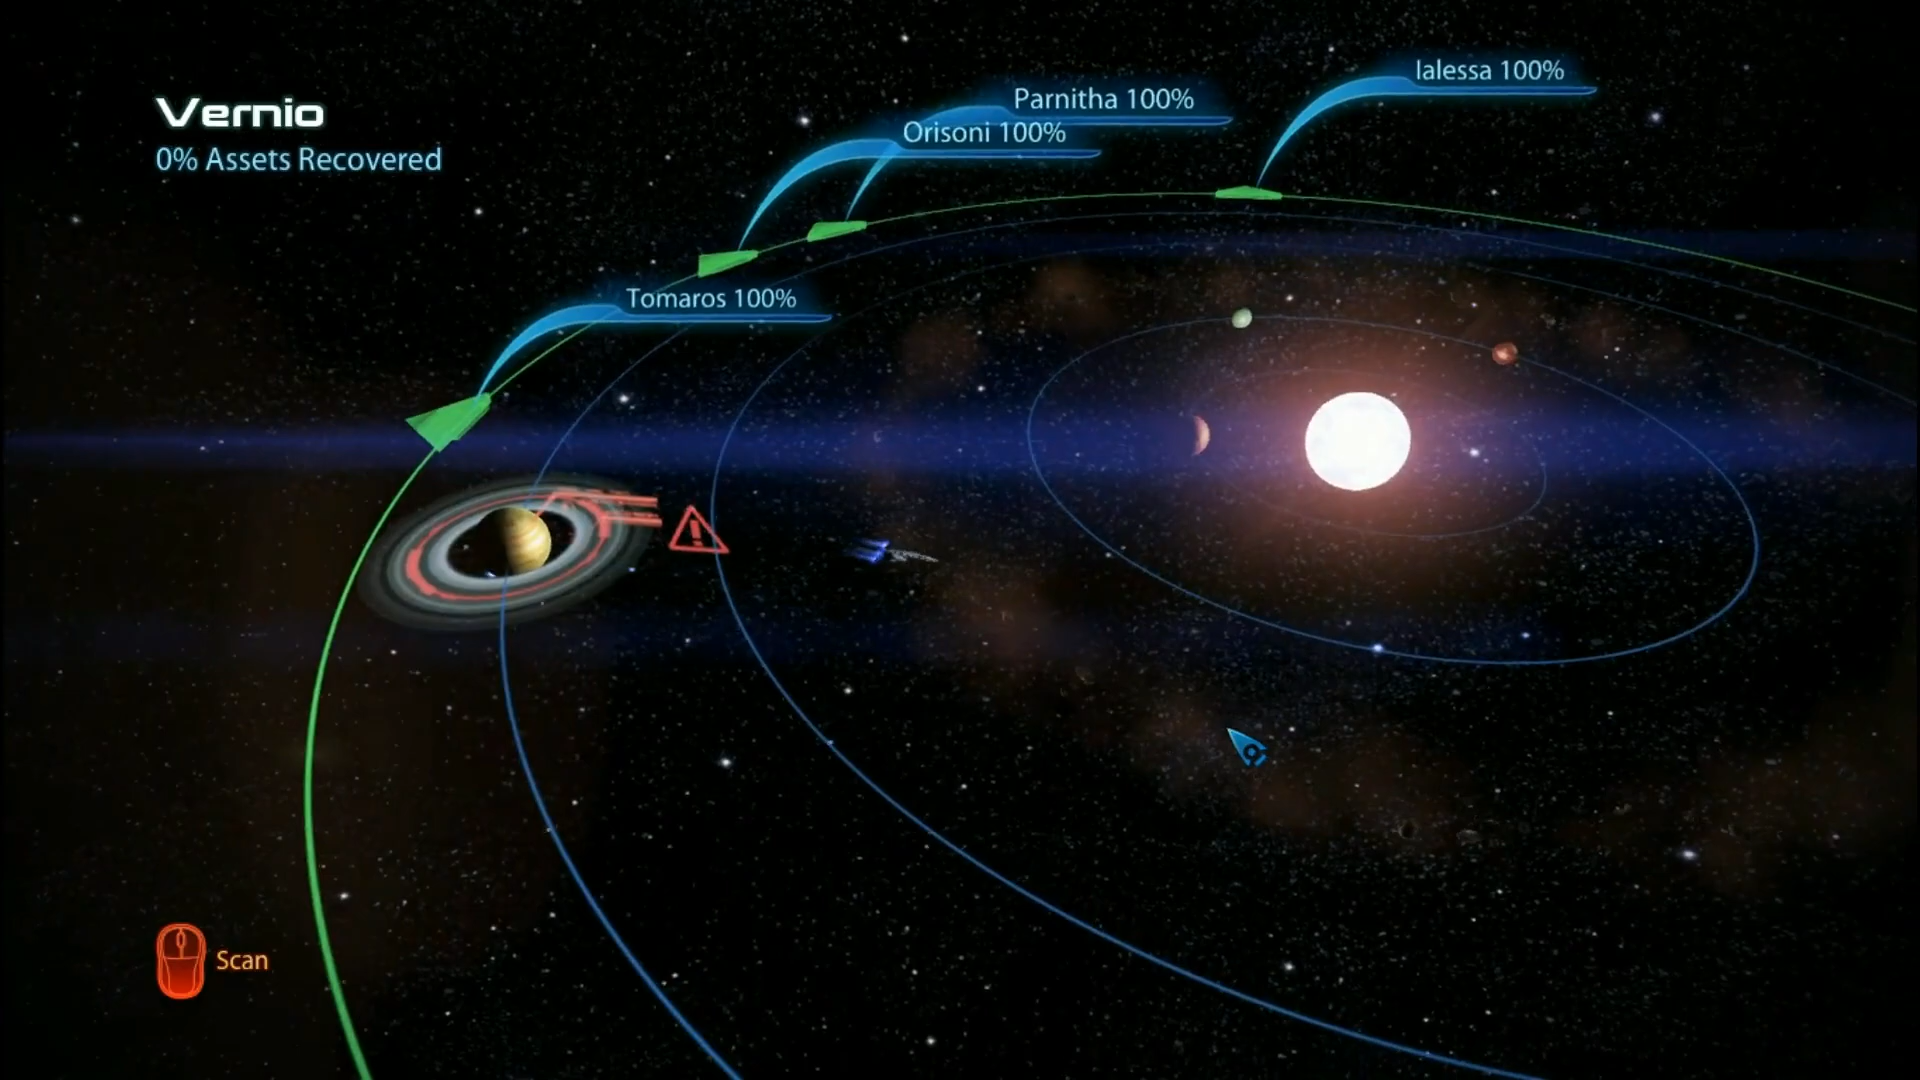 Vernio
0% Assets Recovered
Ialessa 100%
Parnitha 100%
Orisoni 100%
Tomaros 100%
Scan